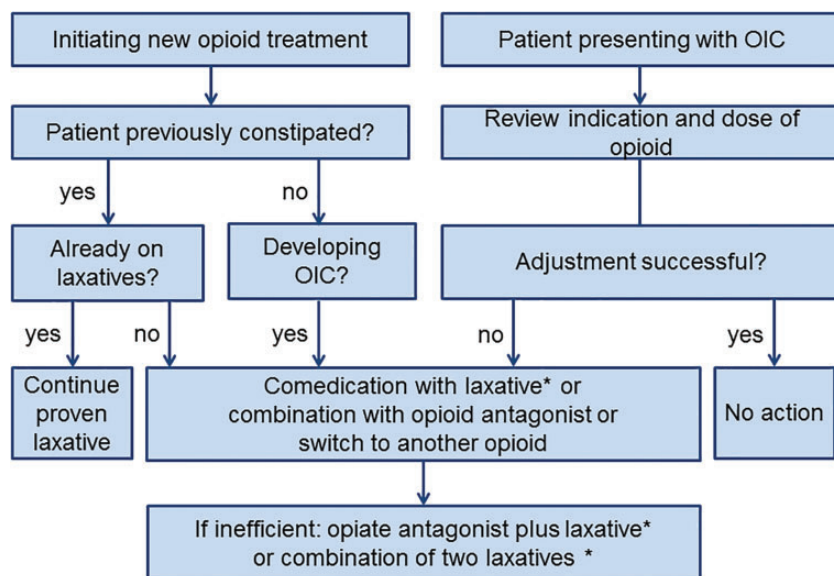 Initiating new opioid treatment
Patient presenting with OIC
Patient previously constipated?
Review indication and dose of
opioid
yes
no
Already on
laxatives?
Developing
OIC?
Adjustment successful?
yes
no
yes
no
yes
Continue
proven
laxative
Comedication with laxative* or
combination with opioid antagonist or
switch to another opioid
No action
If inefficient: opiate antagonist plus laxative*
or combination of two laxatives *